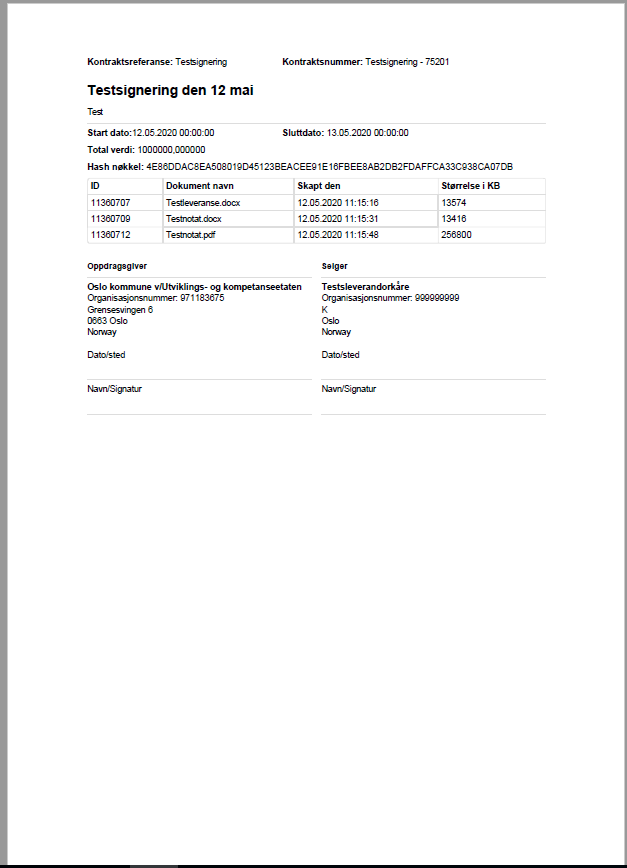 Kontraktsreferanse: Testsignering Kontraktsnummer: Testsignering - 75201
Testsignering den 12 mai
Test
Start dato:12.05.2020 00:00:00 Sluttdato: 13.05.2020 00:00:00
Total verdi: 1000000,000000
Hash nøkkel: 4E86DDAC8EA508019D45123BEACEE91E16FBEE8AB2DB2FDAFFCA33C938CA07DB
ID Dokument navn Skapt den Størrelse i KB
11360707 Testleveranse.docx 12.05.2020 11:15:16 13574
11360709 Testnotat.docx 12.05.2020 11:15:31 13416
11360712 Testnotat.pdf 12.05.2020 11:15:48 256800
Oppdragsgiver Selger
Oslo kommune v/Utviklings- og kompetanseetaten Testsleverandorkåre
Organisasjonsnummer: 971183675 Organisasjonsnummer: 999999999
Grensesvingen 6 K
0663 Oslo Oslo
Norway Norway
Dato/sted Dato/sted
Navn/Signatur Navn/Signatur